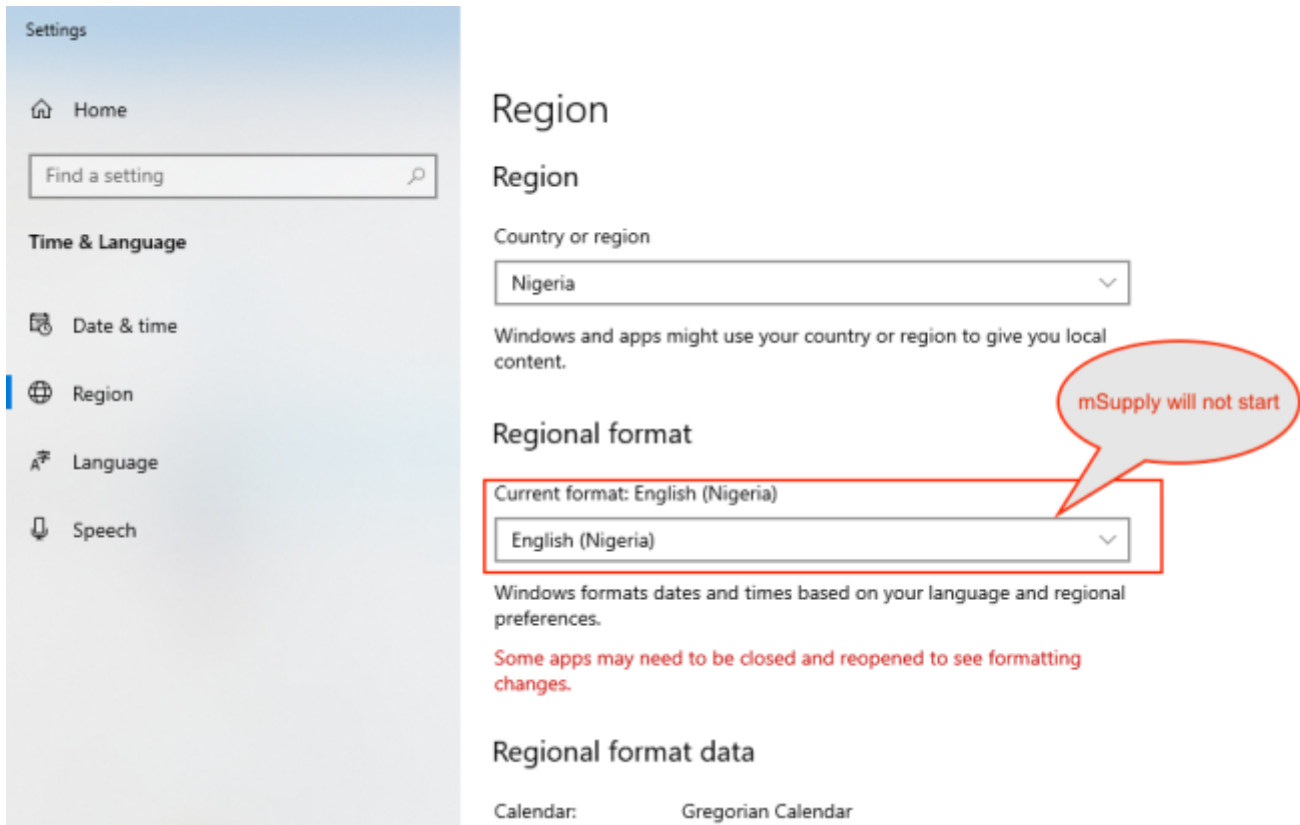 Settings
Home
Find a setting
Time & Language
Date & time
Region
Language
Speech
Region
Region
Country or region
Nigeria
Windows and apps might use your country or region to give you local
content.
mSupply will not start
Regional format
Current format: English (Nigeria)
English (Nigeria)
Windows formats dates and times based on your language and regional
preferences.
Some apps may need to be closed and reopened to see formatting
changes.
Regional format data
Calendar: Gregorian Calendar